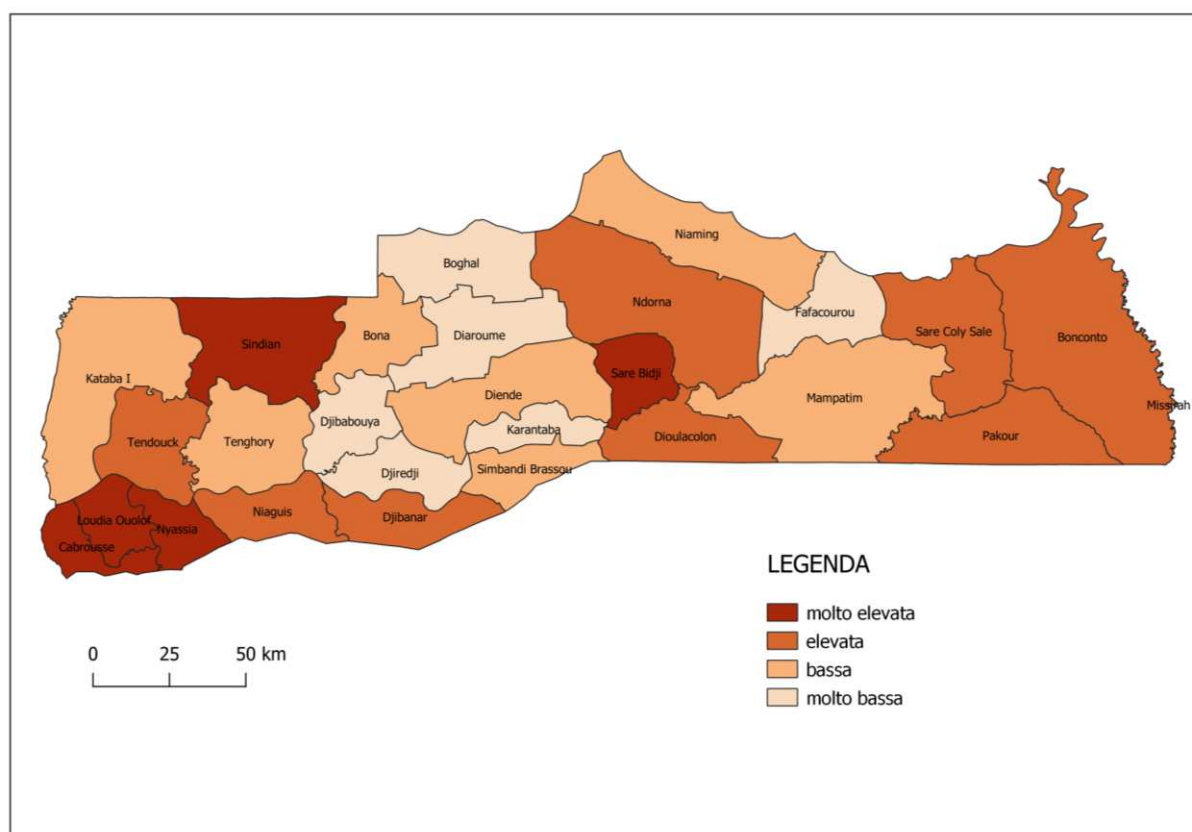 Niaming
Boghal
Ndorna
Fafacourou
Sare Coly Sale
Bonconto
Bona
Diaroume
Sindian
Sare Bidji
Kataba I
Diende
Mampatim
Missirah
Djibabouya
Karantaba
Tendouck
Tenghory
Dioulacolon
Pakour
Djiredji
Simbandi Brassou
Niaguis
Djibanar
Loudia Ouolof
Nyassia
Cabrousse
LEGENDA
molto elevata
elevata
bassa
molto bassa
0 25 50 km